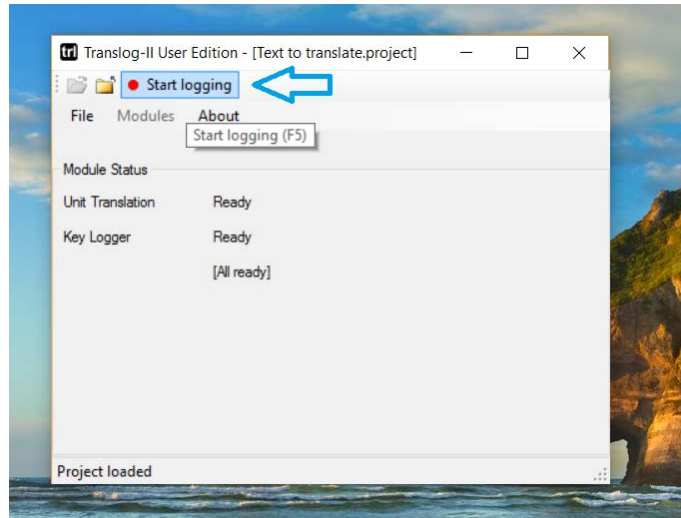 trl Translog-II User Edition - [Text to translate.project]
Start logging
File Modules About
Start logging (F5)
Module Status
Unit Translation Ready
Key Logger Ready
[All ready]
Project loaded